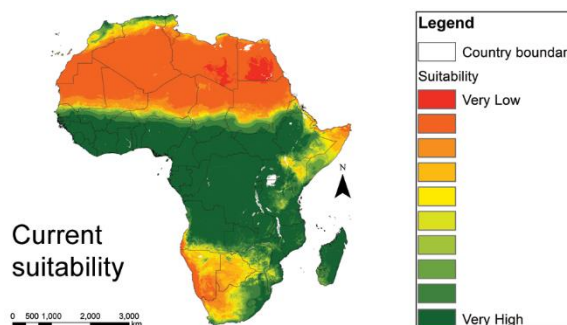 Legend
Country boundar
Suitability
Very Low
Very High
N
Current
suitability
0 500 1,000 2,000 3,000
km